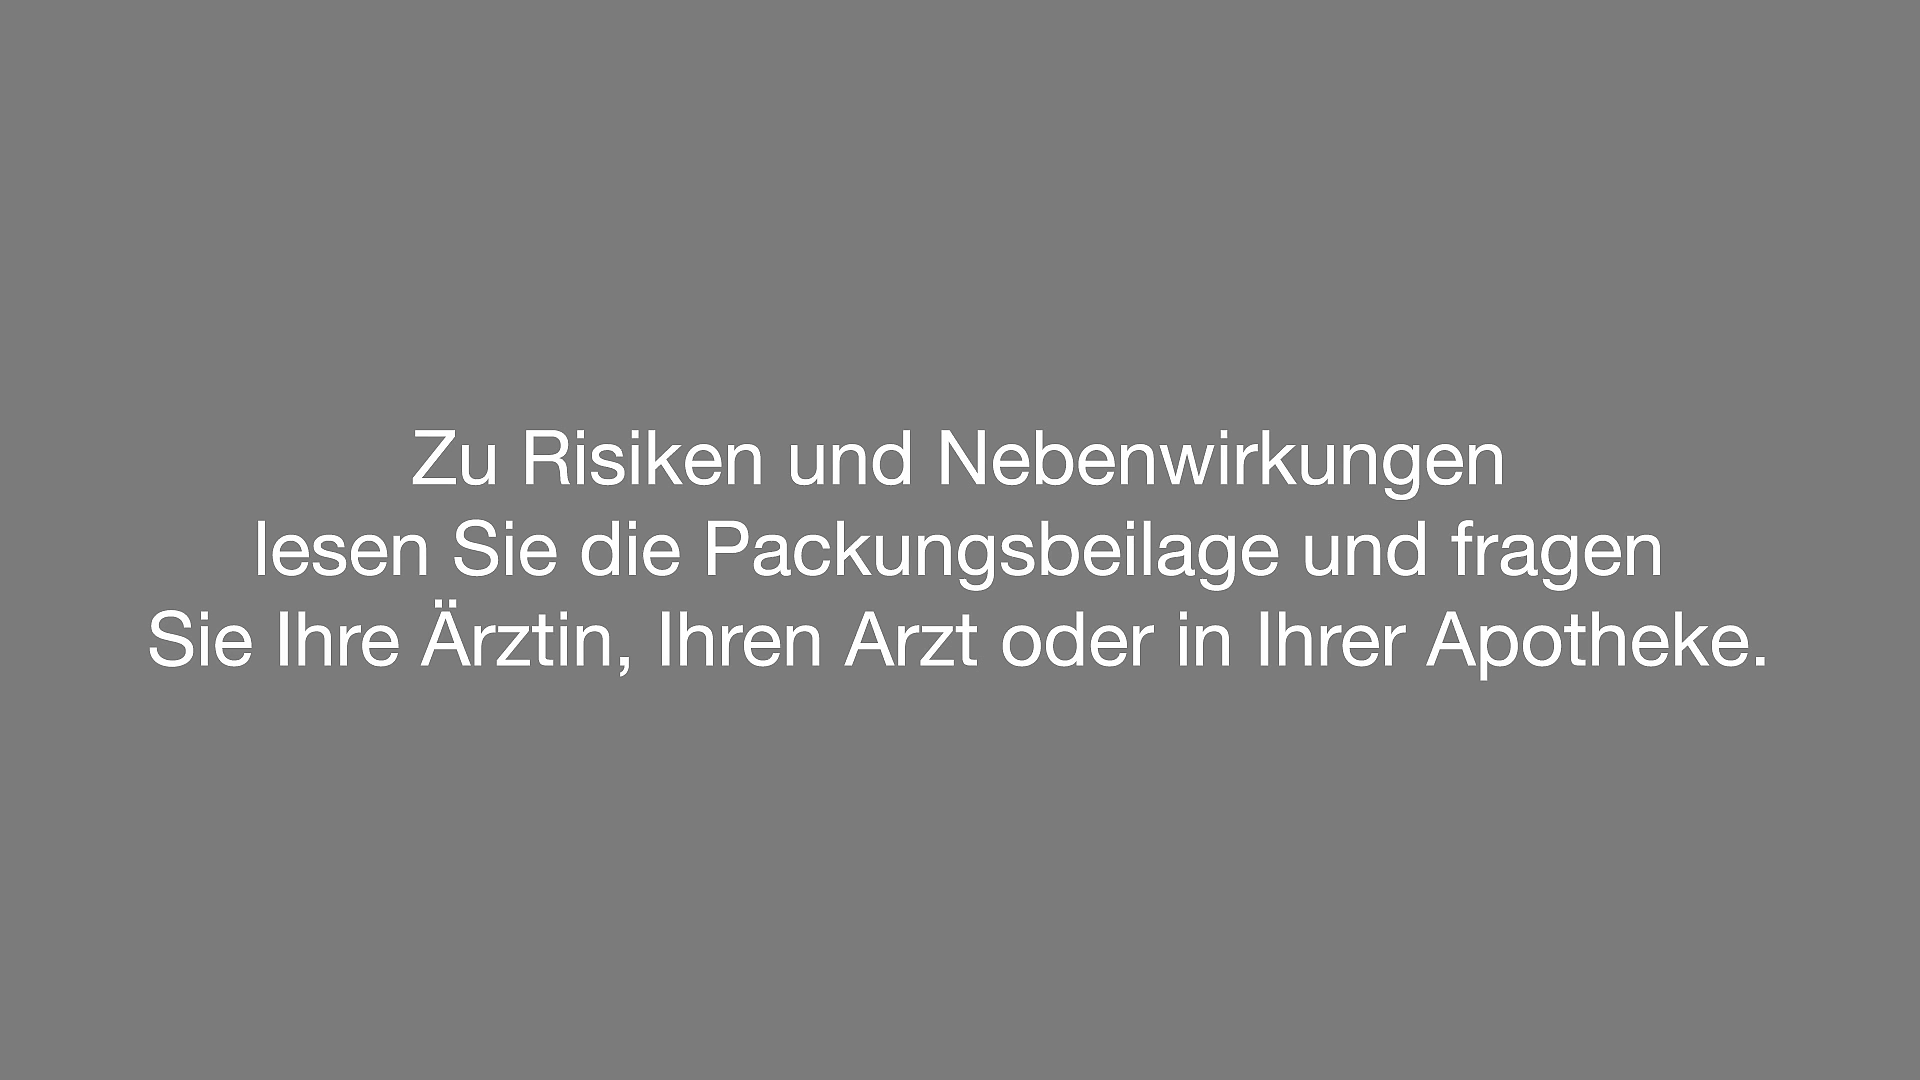 Zu Risiken und Nebenwirkungen
lesen Sie die Packungsbeilage und fragen
Sie Ihre Ärztin, Ihren Arzt oder in Ihrer Apotheke.